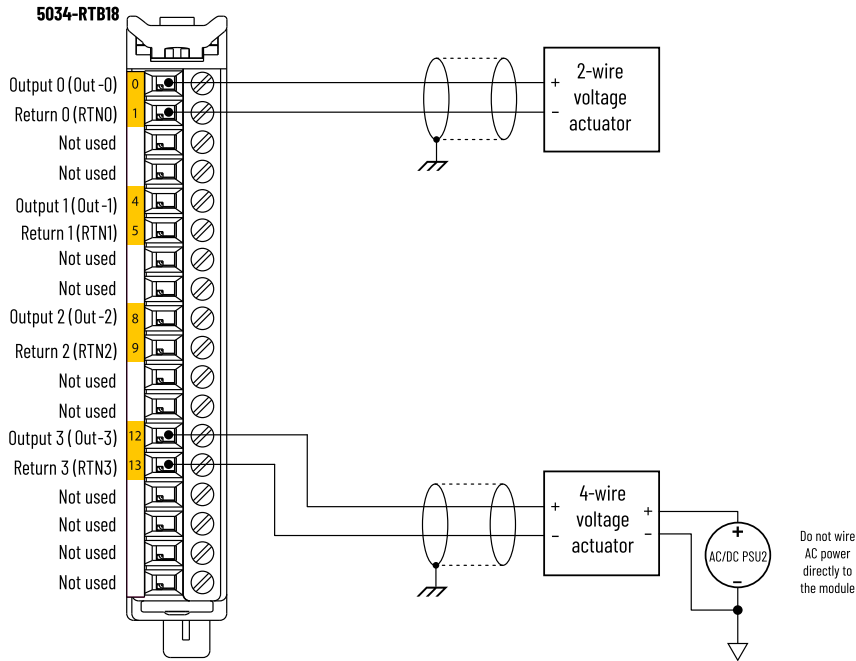 5034-RTB18
Output 0 (Out-0)
0
Return 0 (RTN0)
1
Not used
Not used
Output 1 (Out-1)
4
Return 1 (RTN1)
5
Not used
Not used
Output 2 (Out-2)
8
Return 2 (RTN2)
9
Not used
Not used
Output 3 (Out-3)
12
Return 3 (RTN3)
13
Not used
Not used
Not used
Not used
+
−
2-wire
voltage
actuator
+
−
4-wire
voltage
actuator
+
−
+
AC/DC PSU2
−
Do not wire
AC power
directly to
the module